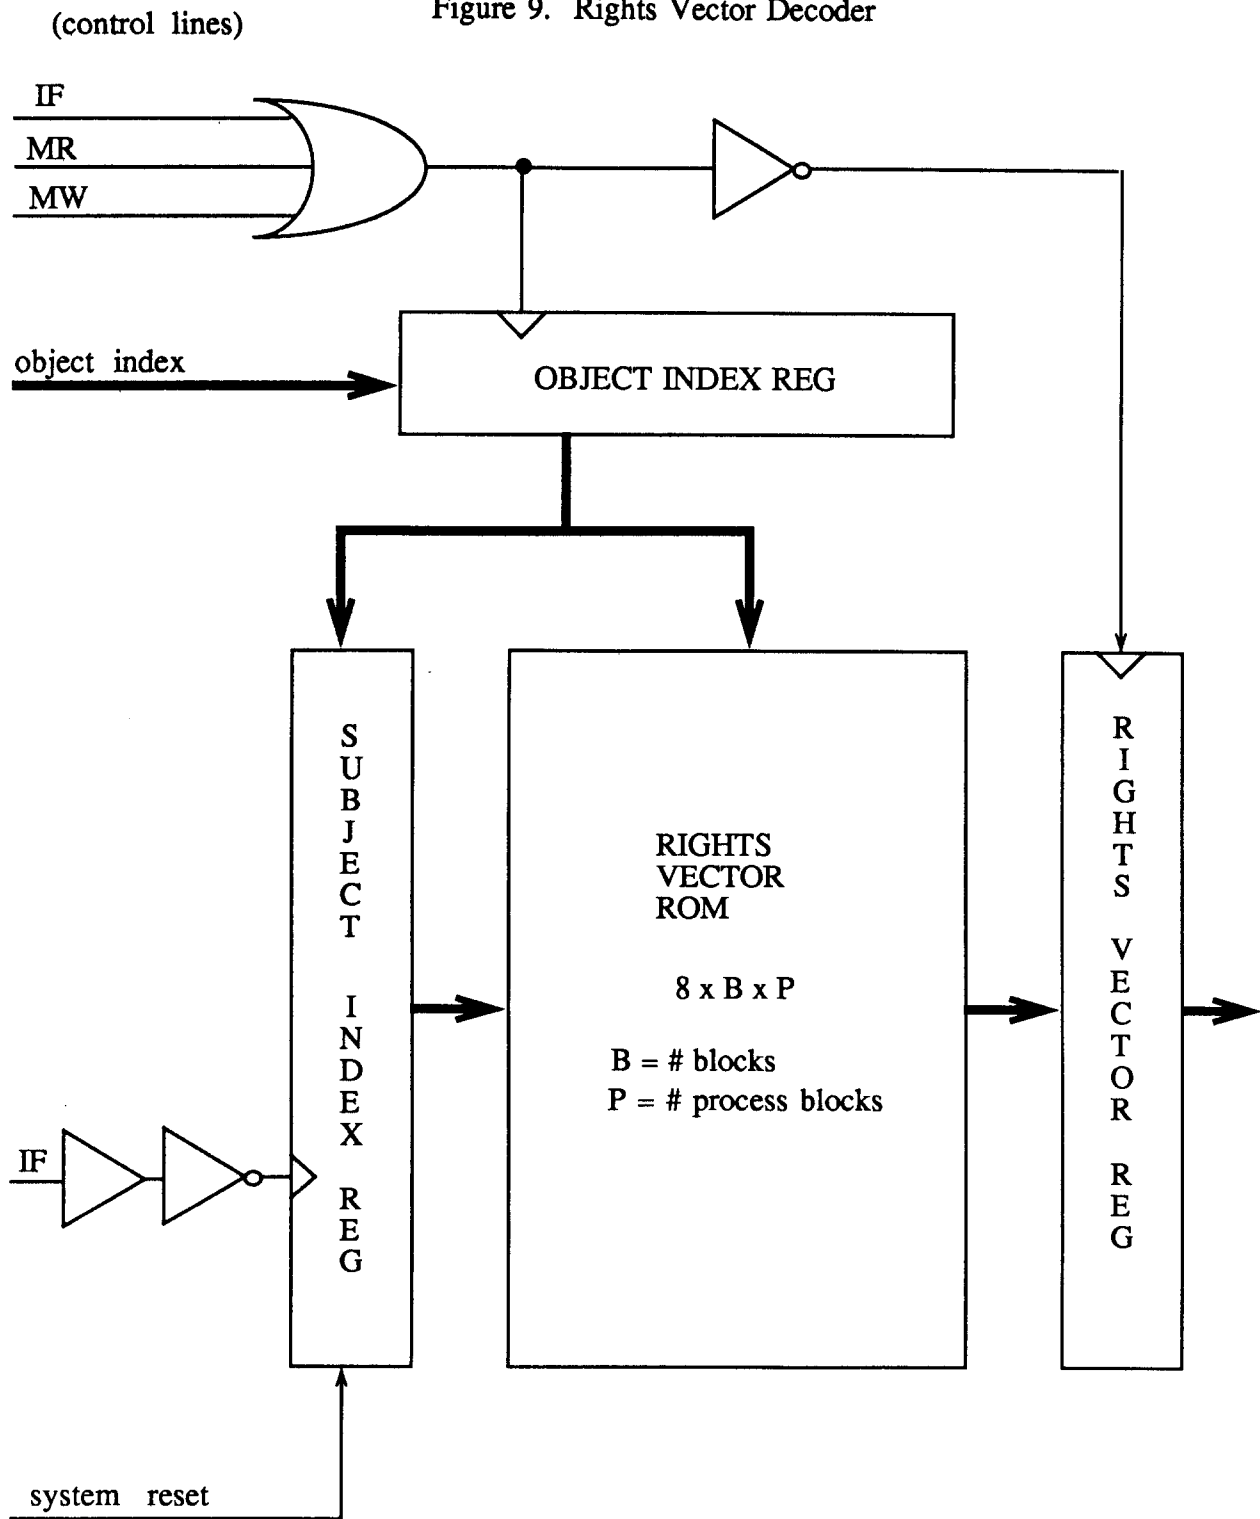 Figure 9. Rights Vector Decoder
(control lines)
IF
MR
MW
object index
OBJECT INDEX REG
SUBJECT INDEX REG
RIGHTS
VECTOR
ROM
8 x B x P
B = # blocks
P = # process blocks
RIGHTS VECTOR REG
IF
system reset